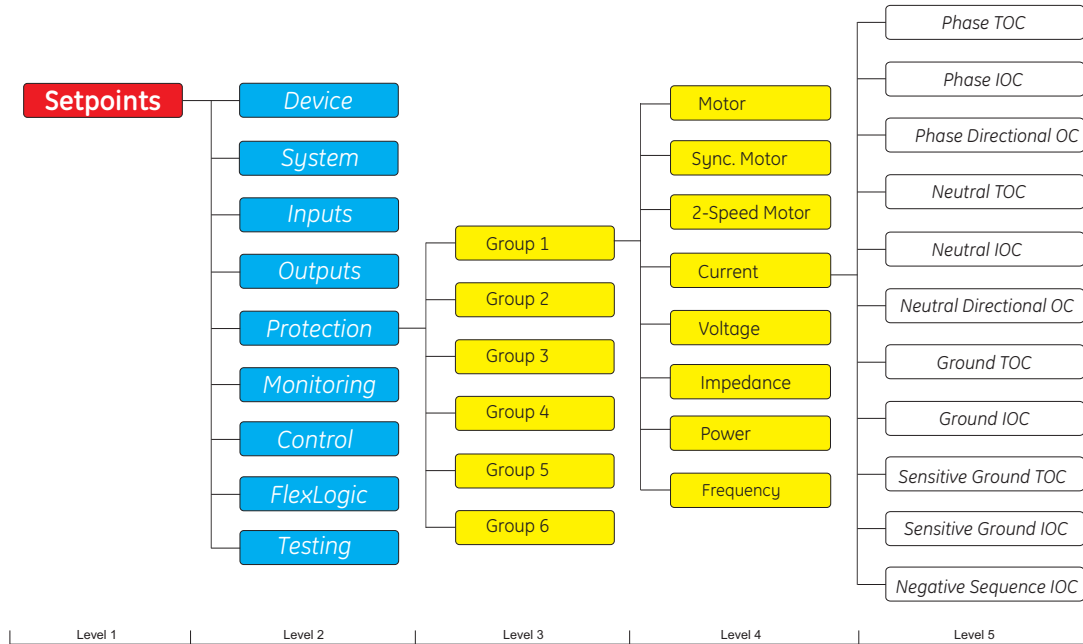 Setpoints
Device
System
Inputs
Outputs
Protection
Monitoring
Control
FlexLogic
Testing
Group 1
Group 2
Group 3
Group 4
Group 5
Group 6
Motor
Sync. Motor
2-Speed Motor
Current
Voltage
Impedance
Power
Frequency
Phase TOC
Phase IOC
Phase Directional OC
Neutral TOC
Neutral IOC
Neutral Directional OC
Ground TOC
Ground IOC
Sensitive Ground TOC
Sensitive Ground IOC
Negative Sequence IOC
Level 1 Level 2 Level 3 Level 4 Level 5